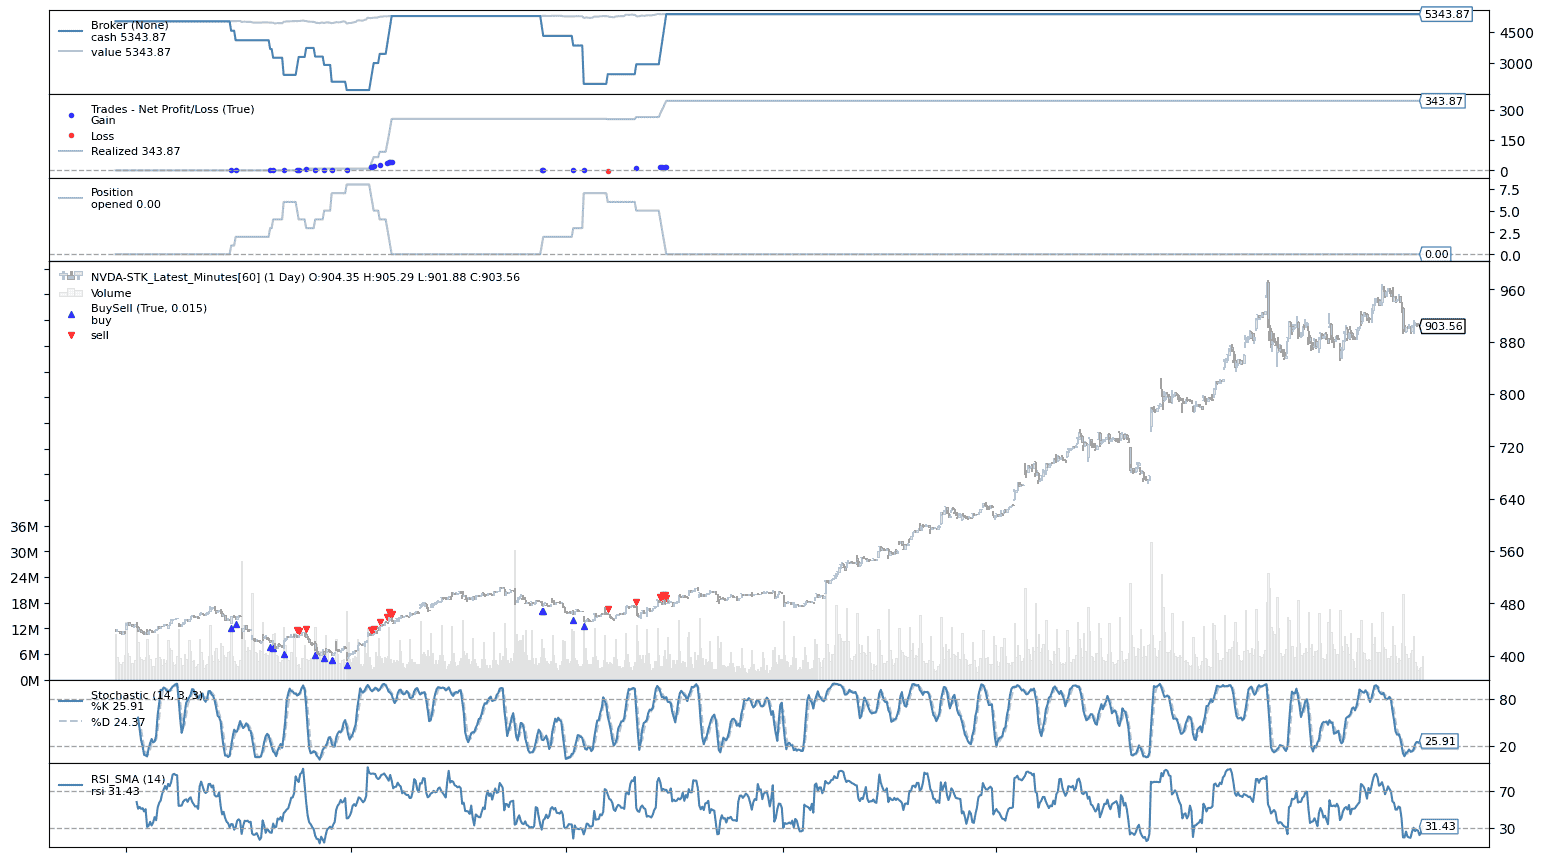 Broker (None)
cash 5343.87
value 5343.87
5343.87
4500
3000
Trades - Net Profit/Loss (True)
Gain
Loss
Realized 343.87
343.87
300
150
0
Position
opened 0.00
7.5
5.0
2.5
0.0
0.00
NVDA-STK_Latest_Minutes[60] (1 Day) O:904.35 H:905.29 L:901.88 C:903.56
Volume
BuySell (True, 0.015)
buy
sell
960
903.56
880
800
720
640
560
480
400
36M
30M
24M
18M
12M
6M
0M
Stochastic (14, 3, 3)
%K 25.91
%D 24.37
80
25.91
20
RSI_SMA (14)
rsi 31.43
70
31.43
30